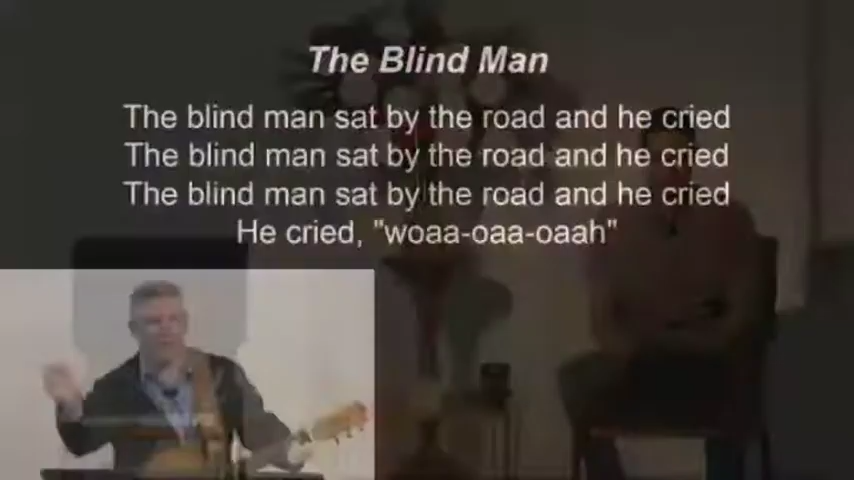 The Blind Man
The blind man sat by the road and he cried
The blind man sat by the road and he cried
The blind man sat by the road and he cried
He cried, "woaa-oaa-oaah"